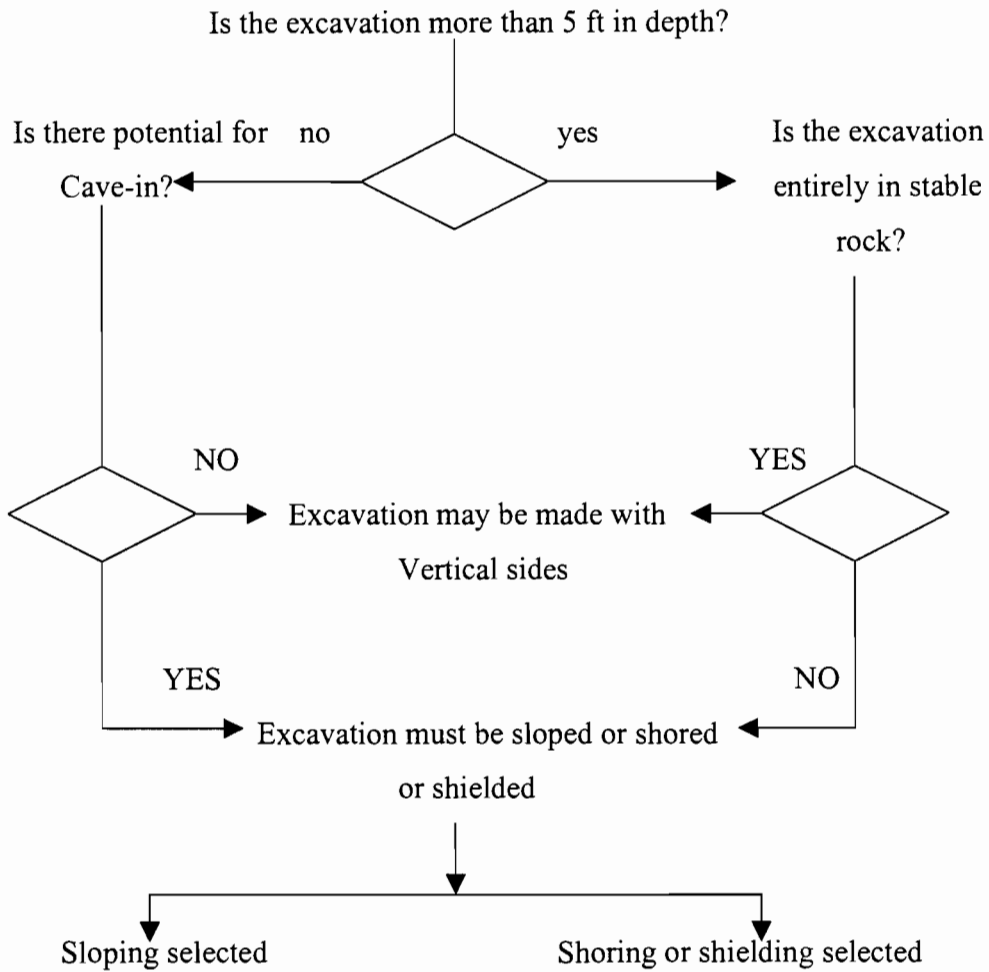 Is the excavation more than 5 ft in depth?
Is there potential for
Cave-in?
no
yes
Is the excavation
entirely in stable
rock?
NO
YES
Excavation may be made with
Vertical sides
YES
NO
Excavation must be sloped or shored
or shielded
Sloping selected
Shoring or shielding selected